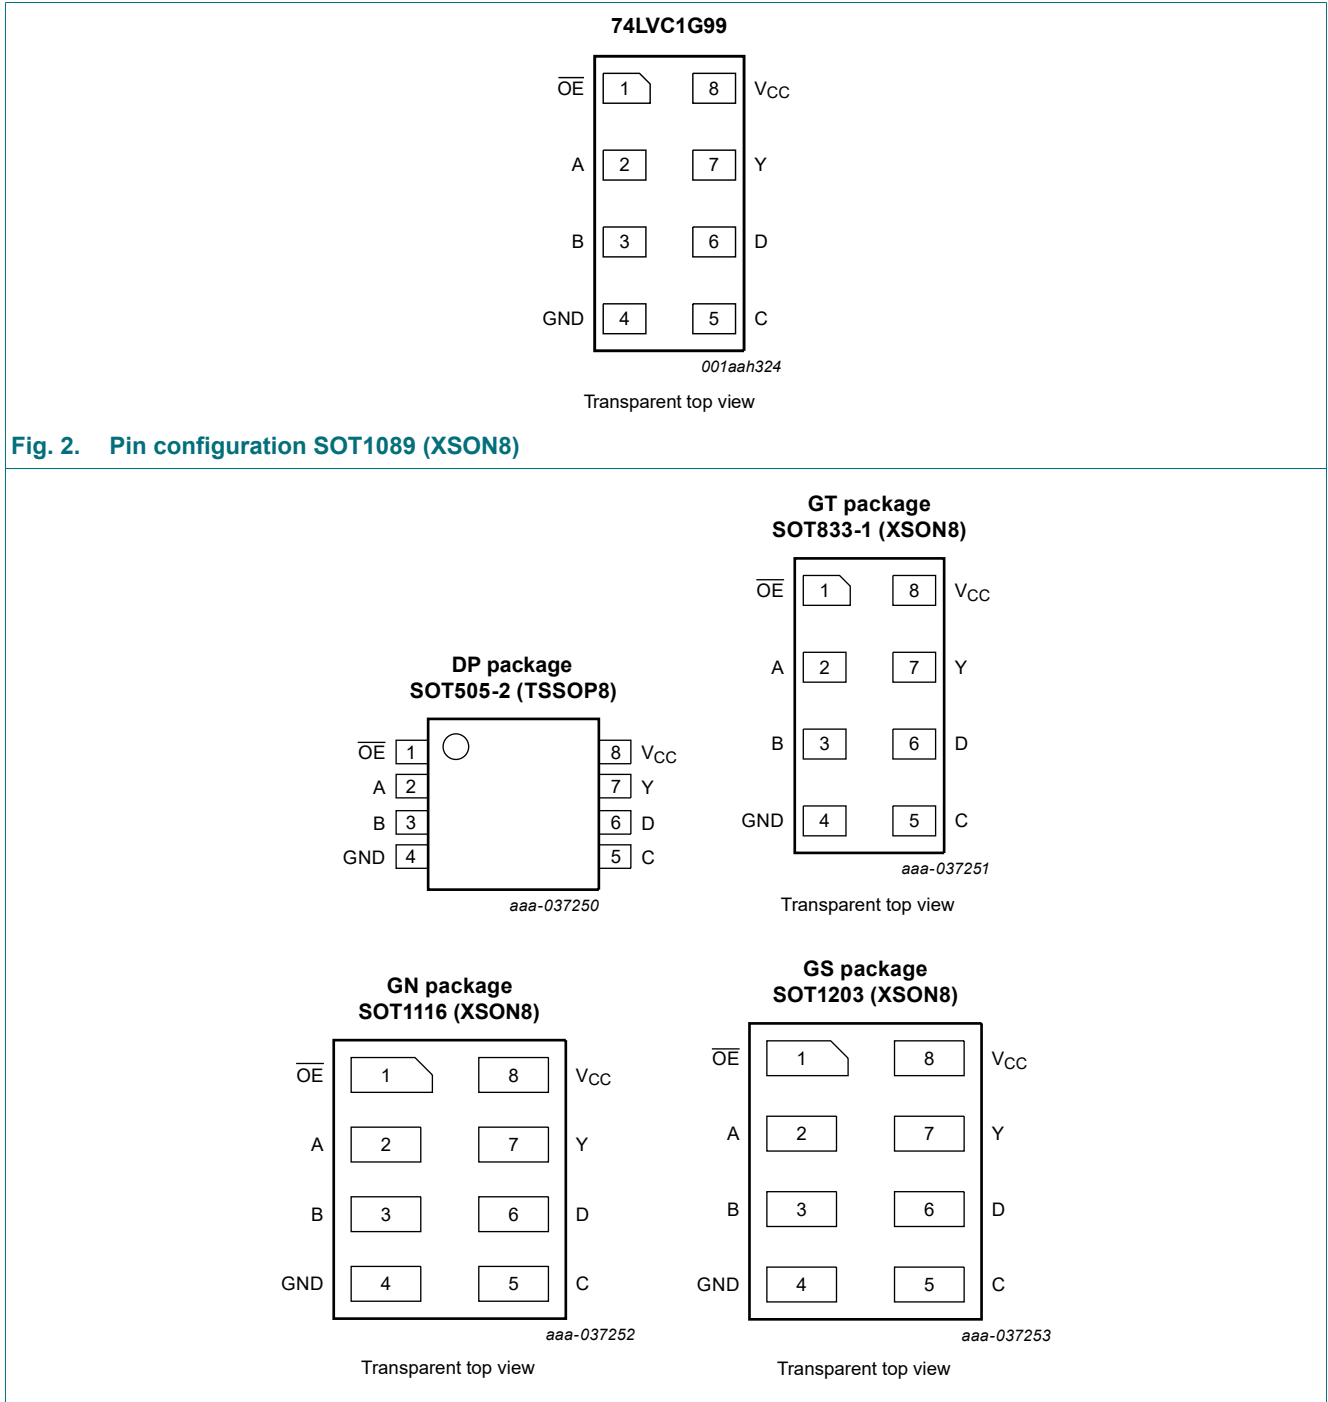 74LVC1G99
OE 1 8 VCC
A 2 7 Y
B 3 6 D
GND 4 5 C
001aah324
Transparent top view
Fig. 2. Pin configuration SOT1089 (XSON8)
GT package
SOT833-1 (XSON8)
OE 1 8 VCC
A 2 7 Y
B 3 6 D
GND 4 5 C
aaa-037251
Transparent top view
DP package
SOT505-2 (TSSOP8)
OE 1 8 VCC
A 2 7 Y
B 3 6 D
GND 4 5 C
aaa-037250
GN package
SOT1116 (XSON8)
OE 1 8 VCC
A 2 7 Y
B 3 6 D
GND 4 5 C
aaa-037252
Transparent top view
GS package
SOT1203 (XSON8)
OE 1 8 VCC
A 2 7 Y
B 3 6 D
GND 4 5 C
aaa-037253
Transparent top view